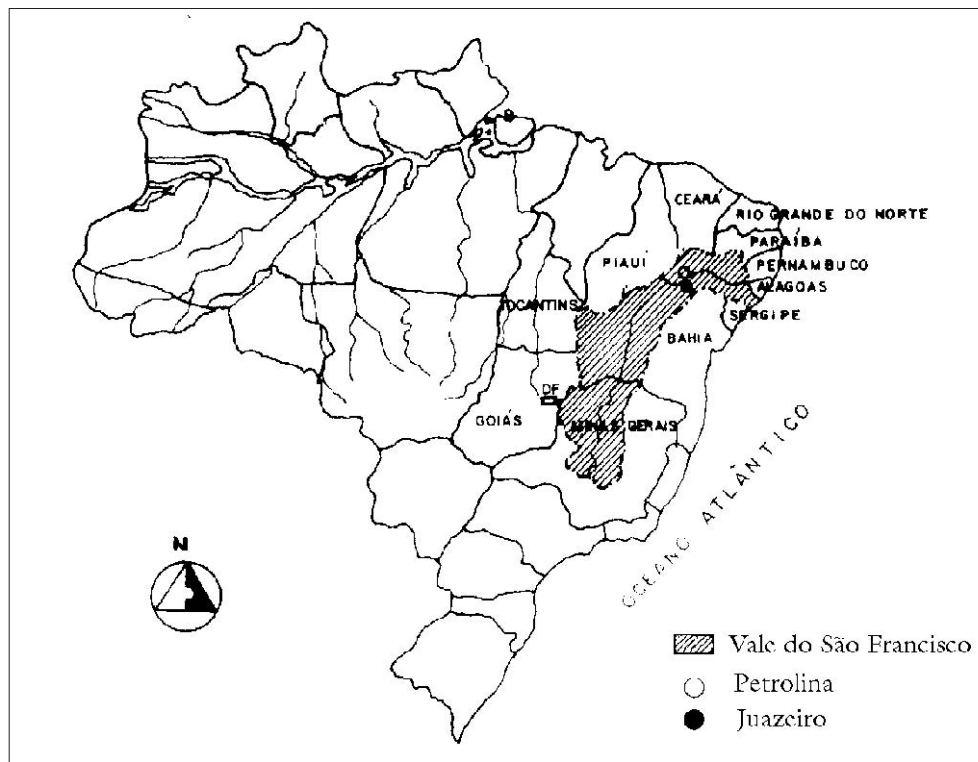 CEARÁ
RIO GRANDE DO NORTE
PARAÍBA
PIAUÍ
PERNAMBUCO
ALAGOAS
TOCANTINS
SERGIPE
BAHIA
DF
GOIÁS
MINAS GERAIS
OCEANO ATLÂNTICO
N
Vale do São Francisco
Petrolina
Juazeiro